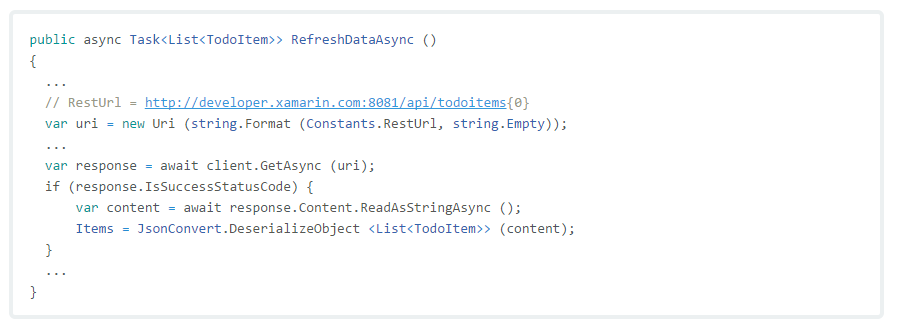 public async Task<List<TodoItem>> RefreshDataAsync ()
{
...
// RestUrl = http://developer.xamarin.com:8081/api/todoitems{0}
var uri = new Uri (string.Format (Constants.RestUrl, string.Empty));
...
var response = await client.GetAsync (uri);
if (response.IsSuccessStatusCode) {
var content = await response.Content.ReadAsStringAsync ();
Items = JsonConvert.DeserializeObject <List<TodoItem>> (content);
}
...
}